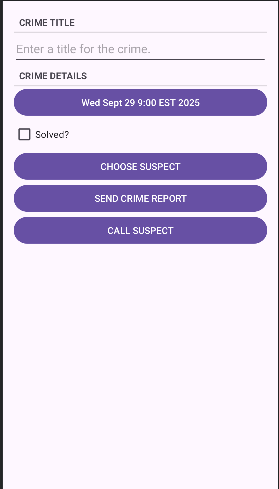 CRIME TITLE
Enter a title for the crime.
CRIME DETAILS
Wed Sept 29 9:00 EST 2025
Solved?
CHOOSE SUSPECT
SEND CRIME REPORT
CALL SUSPECT